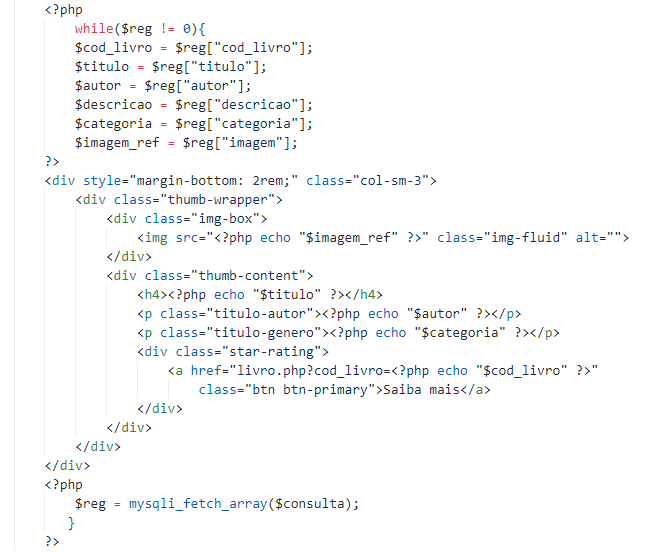 <?php
while($reg != 0){
$cod_livro = $reg["cod_livro"];
$titulo = $reg["titulo"];
$autor = $reg["autor"];
$descricao = $reg["descricao"];
$categoria = $reg["categoria"];
$imagem_ref = $reg["imagem"];
?>
<div style="margin-bottom: 2rem;" class="col-sm-3">
<div class="thumb-wrapper">
<div class="img-box">
<img src="<?php echo "$imagem_ref" ?>" class="img-fluid" alt="">
</div>
<div class="thumb-content">
<h4><?php echo "$titulo" ?></h4>
<p class="titulo-autor"><?php echo "$autor" ?></p>
<p class="titulo-genero"><?php echo "$categoria" ?></p>
<div class="star-rating">
<a href="livro.php?cod_livro=<?php echo "$cod_livro" ?>"
class="btn btn-primary">Saiba mais</a>
</div>
</div>
</div>
</div>
<?php
$reg = mysqli_fetch_array($consulta);
}
?>